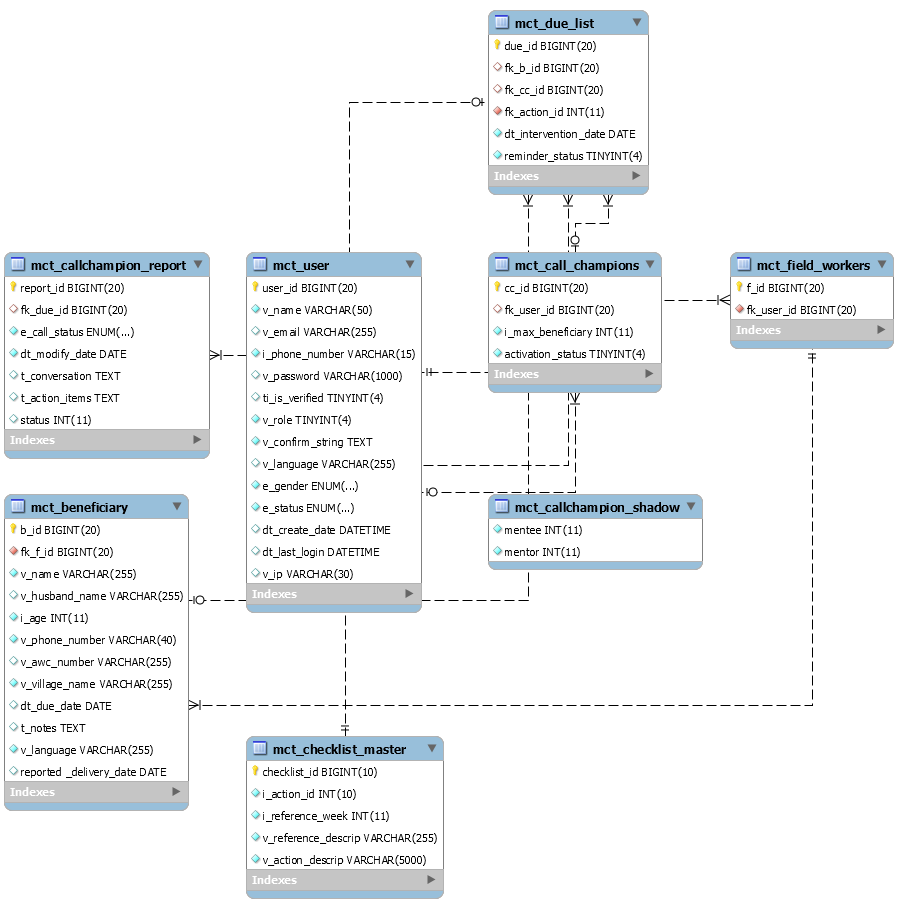 mct_due_list
due_id BIGINT(20)
fk_b_id BIGINT(20)
fk_cc_id BIGINT(20)
fk_action_id INT(11)
dt_intervention_date DATE
reminder_status TINYINT(4)
Indexes
mct_callchampion_report
report_id BIGINT(20)
fk_due_id BIGINT(20)
e_call_status ENUM(...)
dt_modify_date DATE
t_conversation TEXT
t_action_items TEXT
status INT(11)
Indexes
mct_user
user_id BIGINT(20)
v_name VARCHAR(50)
v_email VARCHAR(255)
i_phone_number VARCHAR(15)
v_password VARCHAR(1000)
ti_is_verified TINYINT(4)
v_role TINYINT(4)
v_confirm_string TEXT
v_language VARCHAR(255)
e_gender ENUM(...)
e_status ENUM(...)
dt_create_date DATETIME
dt_last_login DATETIME
v_ip VARCHAR(30)
Indexes
mct_call_champions
cc_id BIGINT(20)
fk_user_id BIGINT(20)
i_max_beneficiary INT(11)
activation_status TINYINT(4)
Indexes
mct_field_workers
f_id BIGINT(20)
fk_user_id BIGINT(20)
Indexes
mct_beneficiary
b_id BIGINT(20)
fk_f_id BIGINT(20)
v_name VARCHAR(255)
v_husband_name VARCHAR(255)
i_age INT(11)
v_phone_number VARCHAR(40)
v_awc_number VARCHAR(255)
v_village_name VARCHAR(255)
dt_due_date DATE
t_notes TEXT
v_language VARCHAR(255)
reported _delivery_date DATE
Indexes
mct_callchampion_shadow
mentee INT(11)
mentor INT(11)
mct_checklist_master
checklist_id BIGINT(10)
i_action_id INT(10)
i_reference_week INT(11)
v_reference_descrip VARCHAR(255)
v_action_descrip VARCHAR(5000)
Indexes